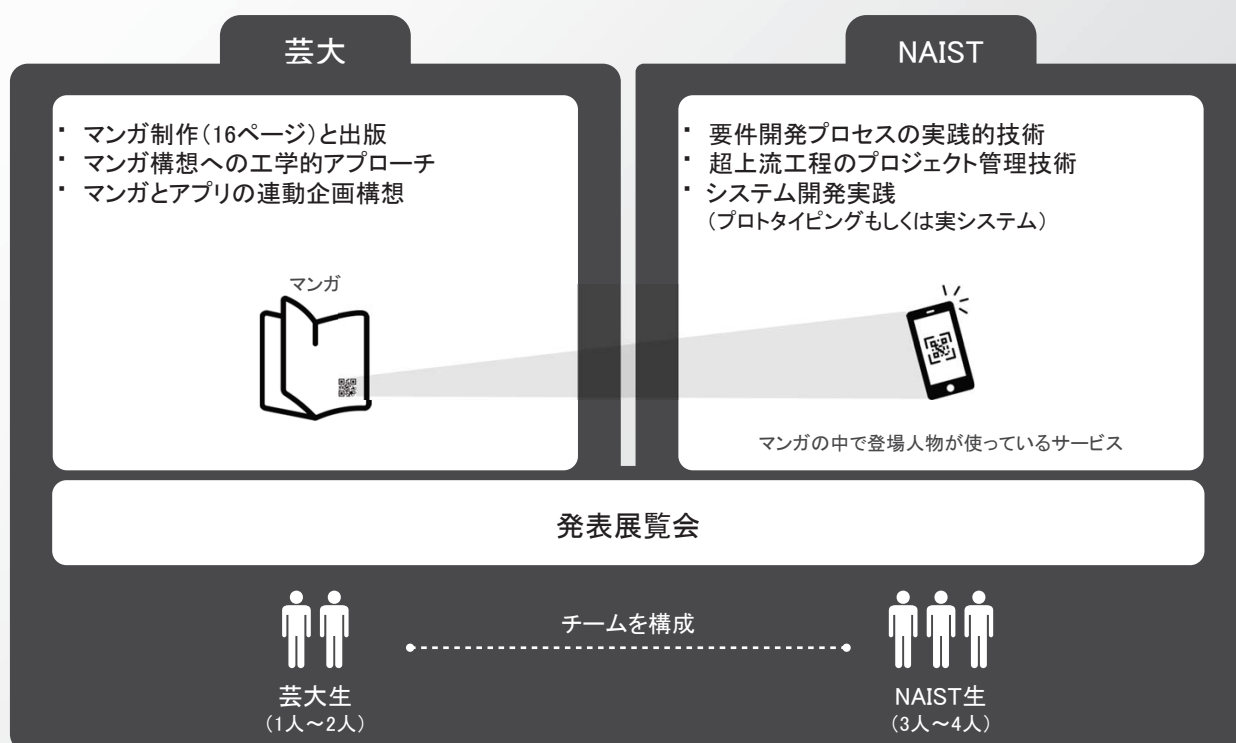 芸大
・ マンガ制作(16ページ)と出版
・ マンガ構想への工学的アプローチ
・ マンガとアプリの連動企画構想
マンガ
NAIST
・ 要件開発プロセスの実践的技術
・ 超上流工程のプロジェクト管理技術
・ システム開発実践
(プロトタイピングもしくは実システム)
マンガの中で登場人物が使っているサービス
発表展覧会
チームを構成
芸大生
(1人～2人)
NAIST生
(3人～4人)